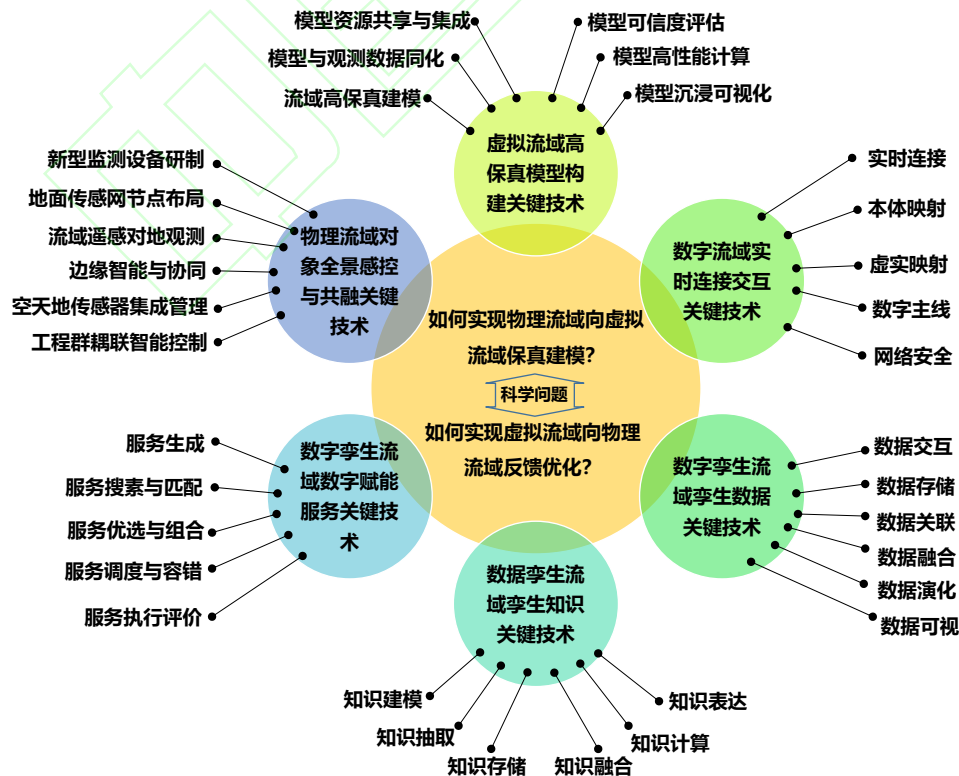 模型资源共享与集成
模型与观测数据同化
流域高保真建模
模型可信度评估
模型高性能计算
模型沉浸可视化
虚拟流域高
保真模型构
建关键技术
新型监测设备研制
地面传感网节点布局
流域遥感对地观测
边缘智能与协同
空天地传感器集成管理
工程群耦联智能控制
物理流域对
象全景感控
与共融关键
技术
实时连接
本体映射
虚实映射
数字主线
网络安全
数字流域实
时连接交互
关键技术
如何实现物理流域向虚拟
流域保真建模?
科学问题
如何实现虚拟流域向物理
流域反馈优化?
服务生成
服务搜素与匹配
服务优选与组合
服务调度与容错
服务执行评价
数字孪生流
域数字赋能
服务关键技
术
数字孪生流
域孪生数据
关键技术
数据交互
数据存储
数据关联
数据融合
数据演化
数据可视
数据孪生流
域孪生知识
关键技术
知识建模
知识抽取
知识存储
知识融合
知识计算
知识表达